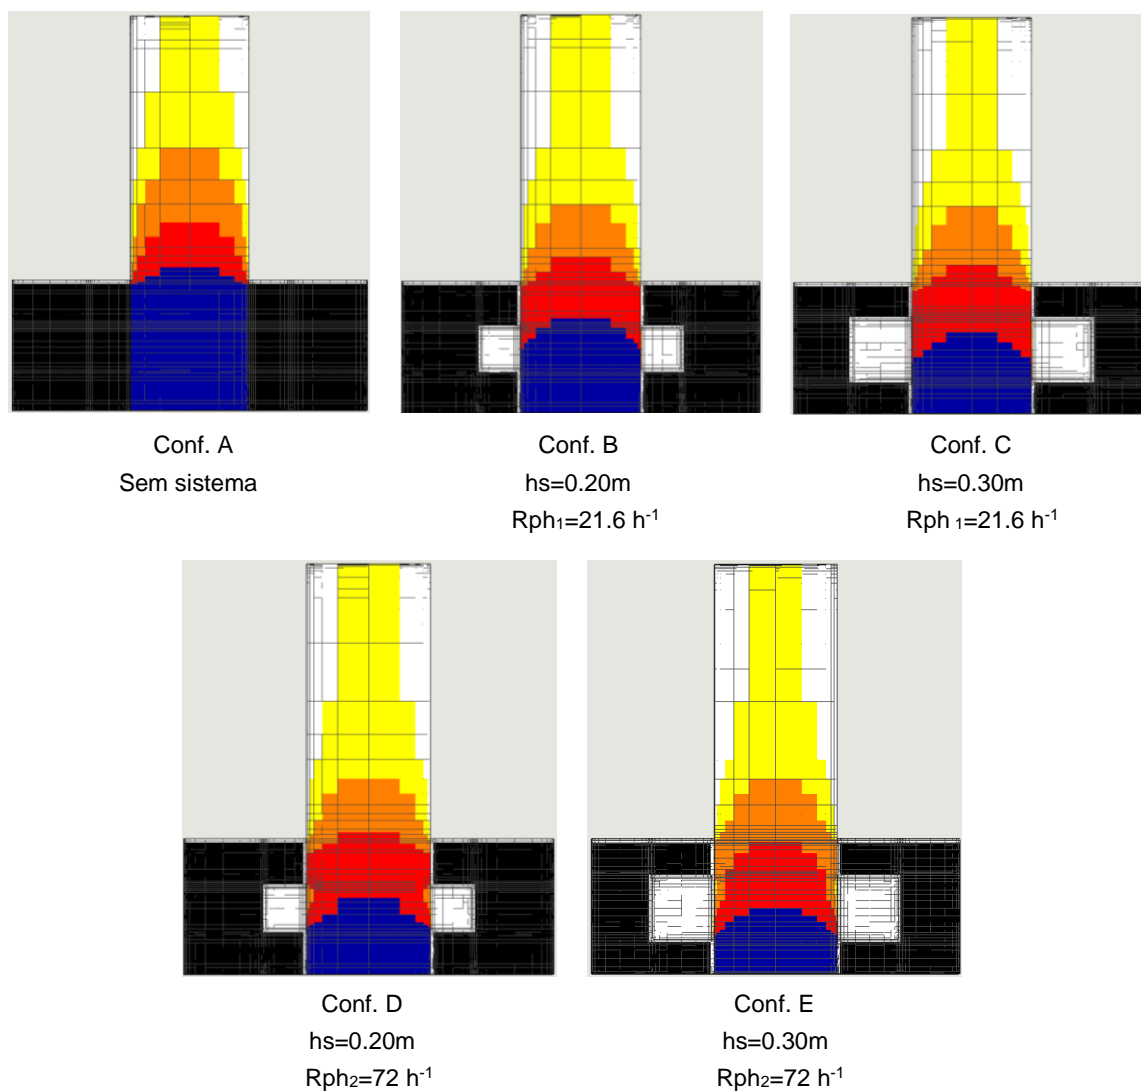 Conf. A
Sem sistema
Conf. B
hs=0.20m
Rph₁=21.6 h⁻¹
Conf. C
hs=0.30m
Rph ₁=21.6 h⁻¹
Conf. D
hs=0.20m
Rph₂=72 h⁻¹
Conf. E
hs=0.30m
Rph₂=72 h⁻¹